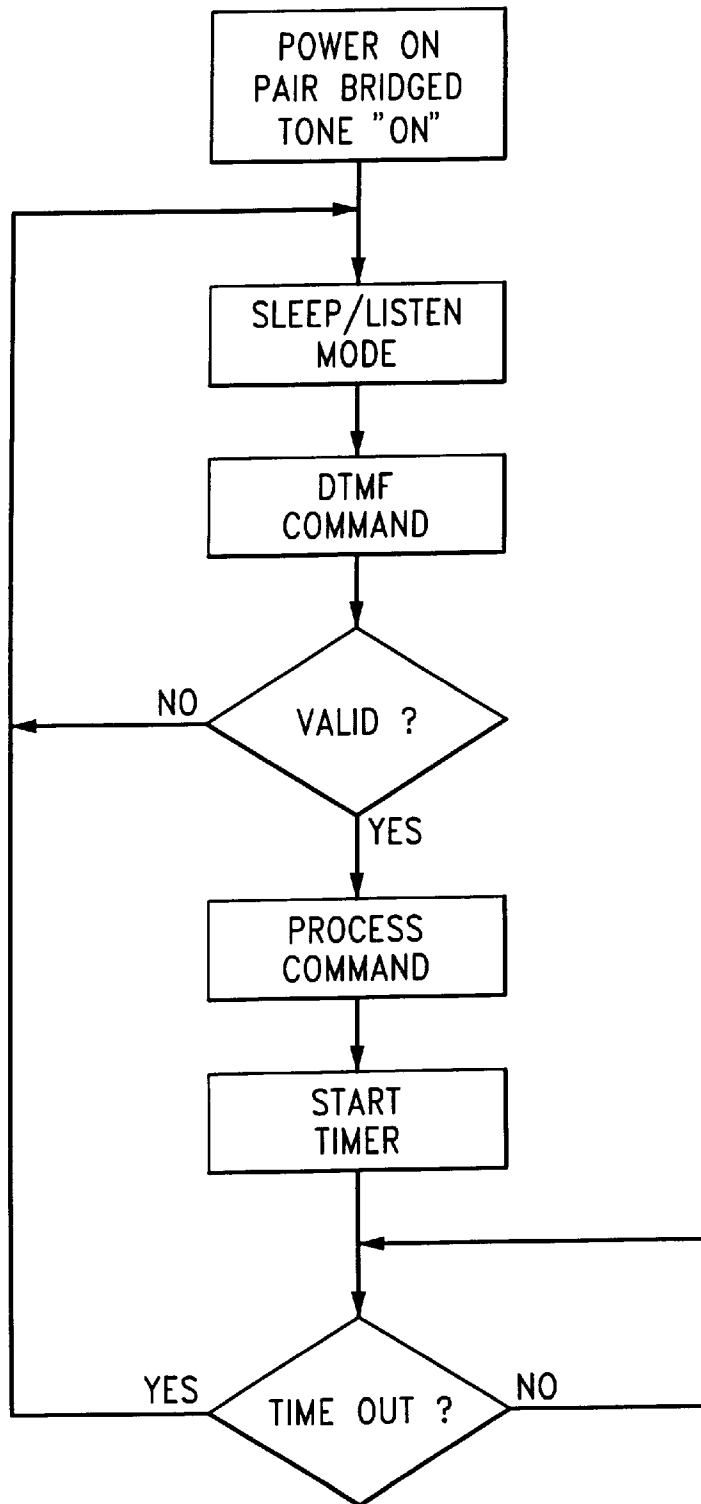 POWER ON
PAIR BRIDGED
TONE "ON"
SLEEP/LISTEN
MODE
DTMF
COMMAND
NO
VALID ?
YES
PROCESS
COMMAND
START
TIMER
YES
TIME OUT ?
NO